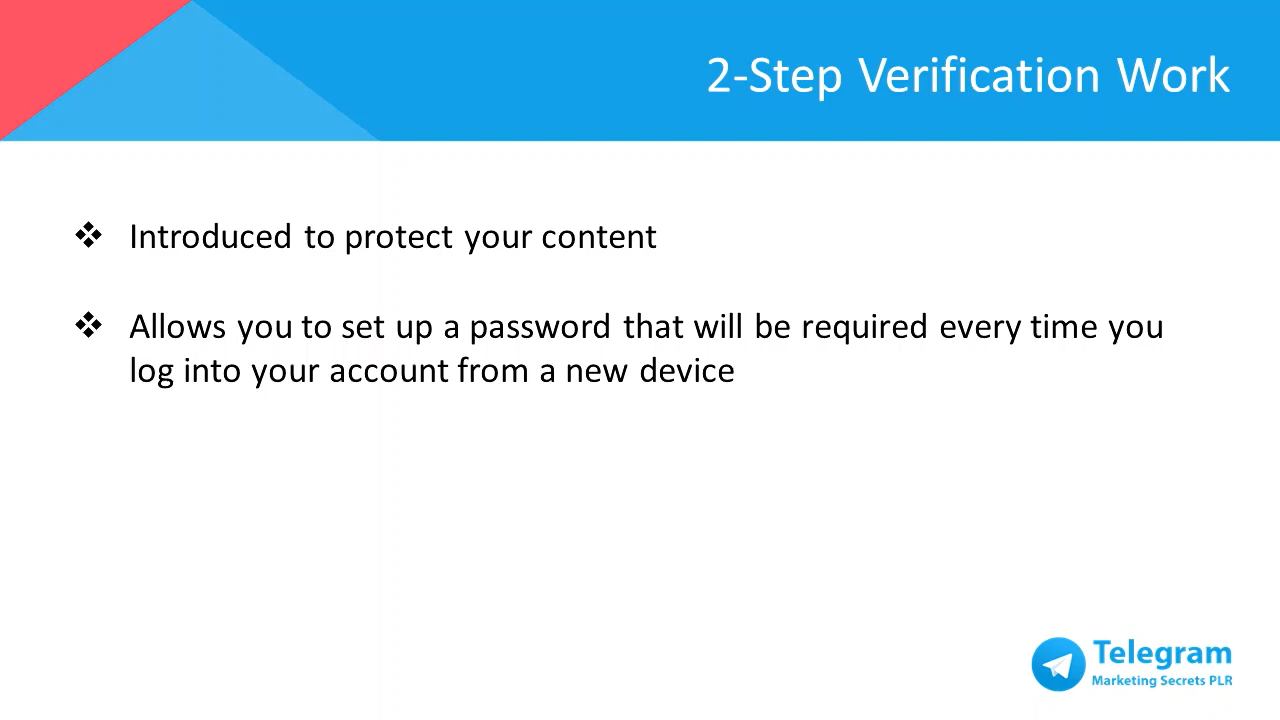 2-Step Verification Work
❖ Introduced to protect your content
❖ Allows you to set up a password that will be required every time you
log into your account from a new device
Telegram
Marketing Secrets PLR